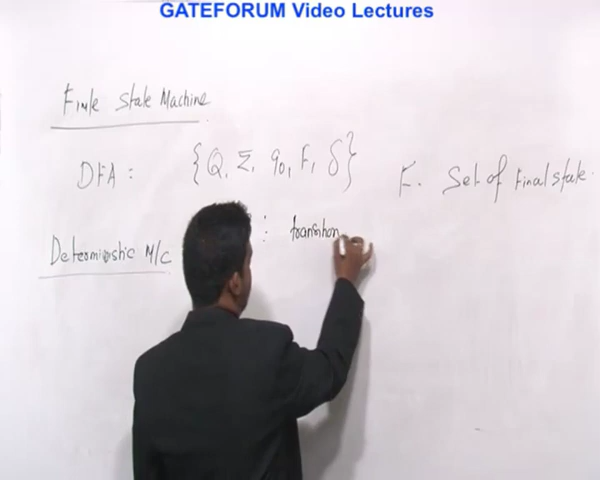 GATEFORUM Video Lectures
Finite State Machine
DFA : {Q, Σ, q0, F, δ}
F. Set of Final state.
: transition
Deterministic M/C